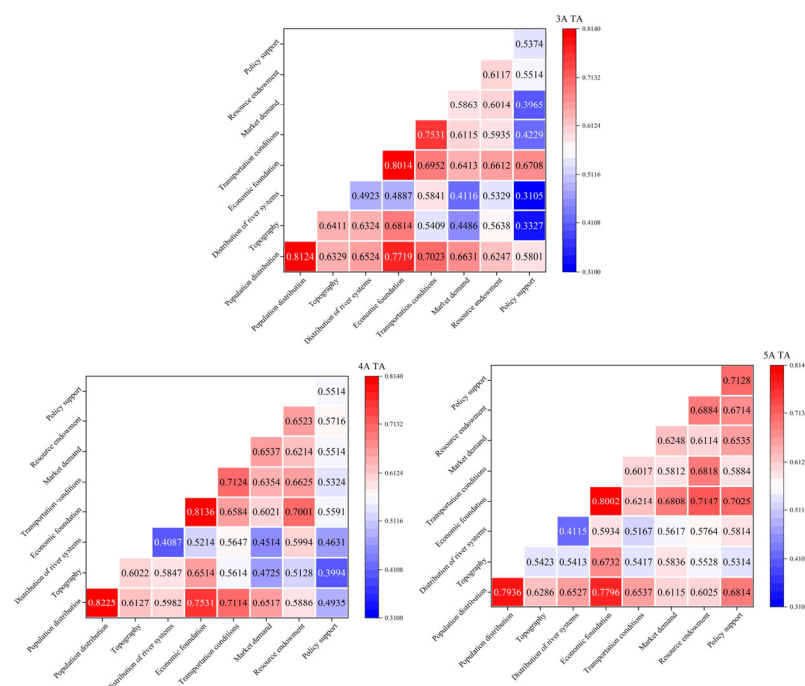 3A TA
Policy support
0.5374
0.8140
Resource endowment
0.6117 0.5514
0.7132
Market demand
0.5863 0.6014 0.3965
0.6124
Transportation conditions
0.7531 0.6115 0.5935 0.4229
Economic foundation
0.8014 0.6952 0.6413 0.6612 0.6708
0.5116
Distribution of river systems
0.4923 0.4887 0.5841 0.4116 0.5329 0.3105
0.4108
Topography
0.6411 0.6324 0.6814 0.5409 0.4486 0.5638 0.3327
Population distribution
0.8124 0.6329 0.6524 0.7719 0.7023 0.6631 0.6247 0.5801
0.3100
Population distribution
Topography
Distribution of river systems
Economic foundation
Transportation conditions
Market demand
Resource endowment
Policy support
4A TA
Policy support
0.5514
0.8140
Resource endowment
0.6523 0.5716
0.7132
Market demand
0.6537 0.6214 0.5514
0.6124
Transportation conditions
0.7124 0.6354 0.6625 0.5324
Economic foundation
0.8136 0.6584 0.6021 0.7001 0.5591
0.5116
Distribution of river systems
0.4087 0.5214 0.5647 0.4514 0.5994 0.4631
0.4108
Topography
0.6022 0.5847 0.6514 0.5614 0.4725 0.5128 0.3994
Population distribution
0.8225 0.6127 0.5982 0.7531 0.7114 0.6517 0.5886 0.4935
0.3100
Population distribution
Topography
Distribution of river systems
Economic foundation
Transportation conditions
Market demand
Resource endowment
Policy support
5A TA
Policy support
0.7128
0.814
Resource endowment
0.6884 0.6714
0.713
Market demand
0.6248 0.6114 0.6535
0.612
Transportation conditions
0.6017 0.5812 0.6818 0.5884
Economic foundation
0.8002 0.6214 0.6808 0.7147 0.7025
0.511
Distribution of river systems
0.4115 0.5934 0.5167 0.5617 0.5764 0.5814
0.410
Topography
0.5423 0.5413 0.6732 0.5417 0.5836 0.5528 0.5314
Population distribution
0.7936 0.6286 0.6527 0.7796 0.6537 0.6115 0.6025 0.6814
0.310
Population distribution
Topography
Distribution of river systems
Economic foundation
Transportation conditions
Market demand
Resource endowment
Policy support